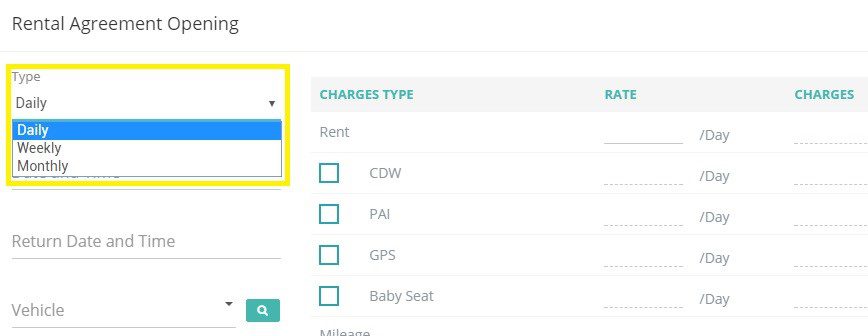 Rental Agreement Opening
Type
Daily
Daily
Weekly
Monthly
Return Date and Time
Vehicle
CHARGES TYPE RATE CHARGES
Rent /Day
CDW /Day
PAI /Day
GPS /Day
Baby Seat /Day
Mileage